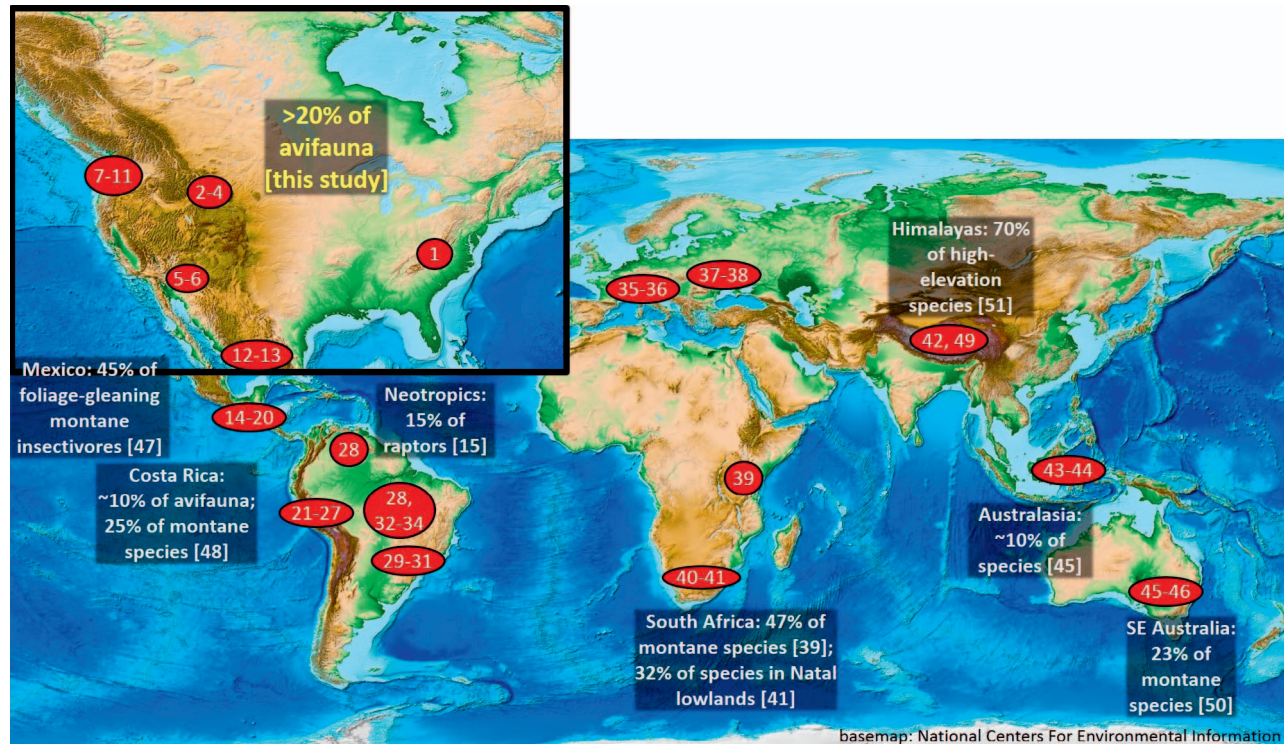 >20% of
avifauna
[this study]
7-11
2-4
1
5-6
12-13
Mexico: 45% of
foliage-gleaning
montane
insectivores [47]
14-20
Neotropics:
15% of
raptors [15]
28
Costa Rica:
~10% of avifauna;
25% of montane
species [48]
21-27
28,
32-34
29-31
35-36
37-38
Himalayas: 70%
of high-
elevation
species [51]
42, 49
39
43-44
40-41
Australasia:
~10% of
species [45]
45-46
South Africa: 47% of
montane species [39];
32% of species in Natal
lowlands [41]
SE Australia:
23% of
montane
species [50]
basemap: National Centers For Environmental Information